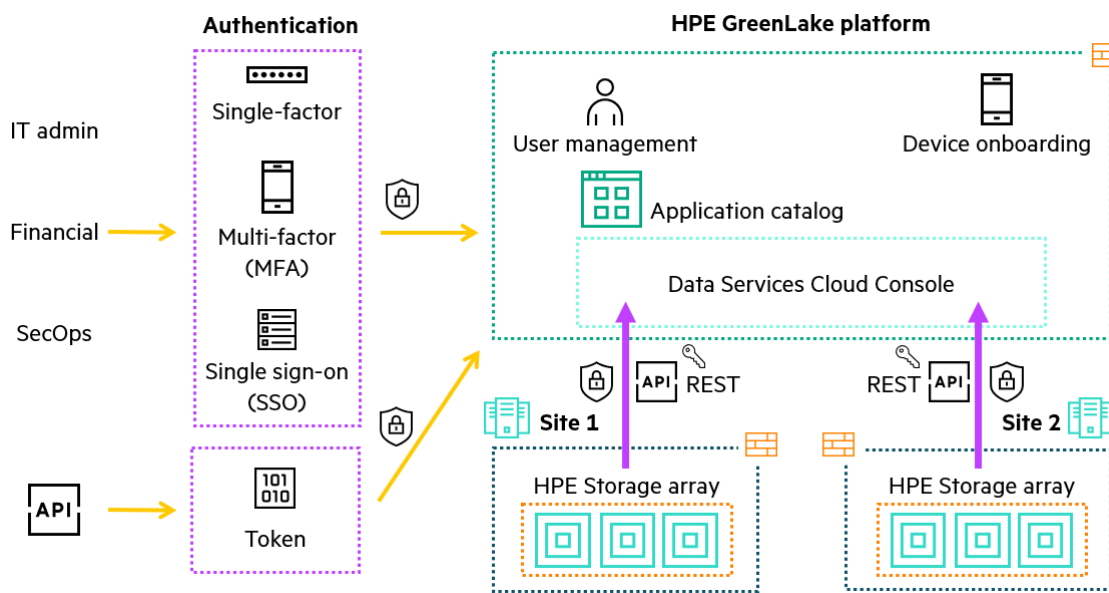 Authentication
HPE GreenLake platform
Single-factor
IT admin
User management
Device onboarding
Application catalog
Financial
Multi-factor
(MFA)
Data Services Cloud Console
SecOps
Single sign-on
(SSO)
API
REST
REST
API
Site 1
Site 2
HPE Storage array
HPE Storage array
101
010
API
Token